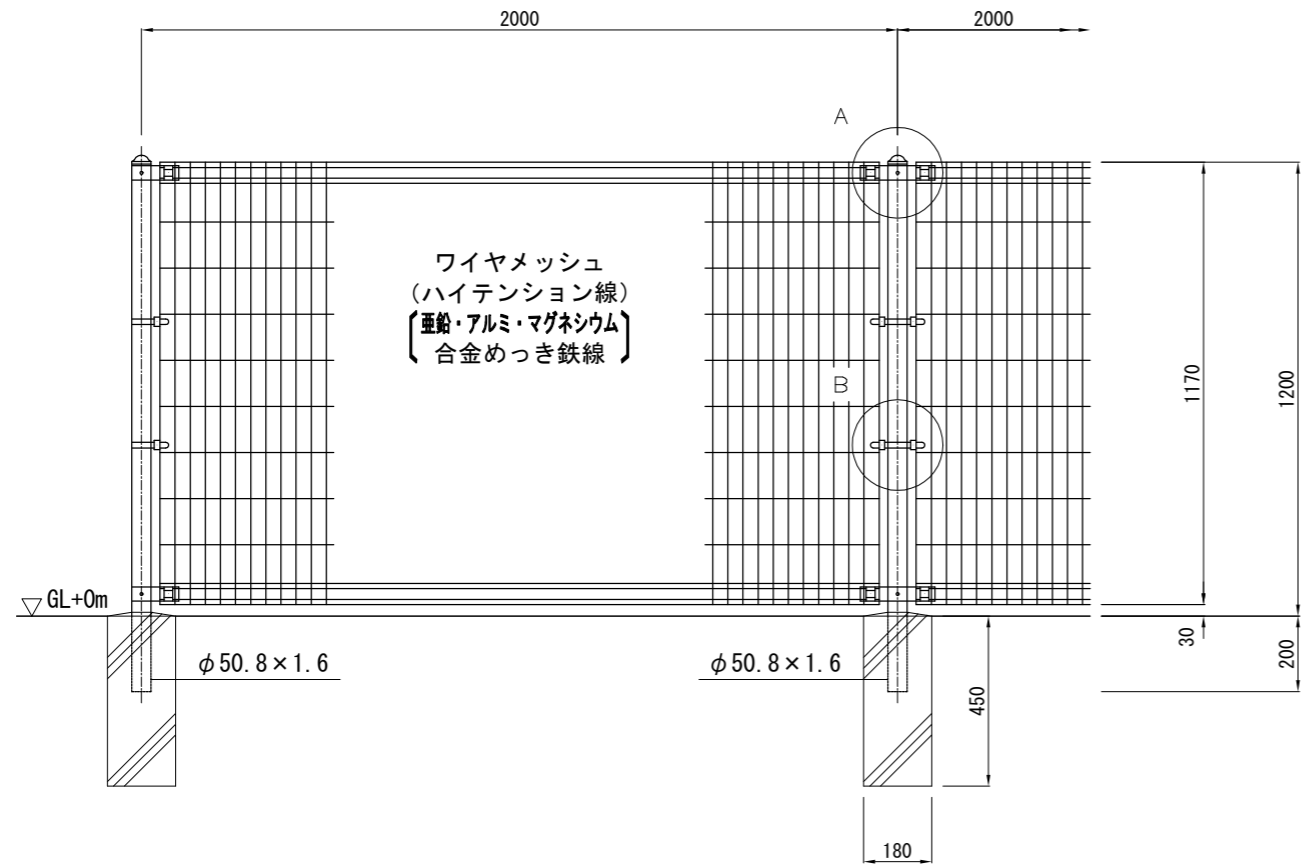 2000
2000
A
ワイヤメッシュ
(ハイテンション線)
亜鉛・アルミ・マグネシウム
合金めっき鉄線
B
1170
1200
GL+0m
φ50.8×1.6
φ50.8×1.6
30
200
450
180